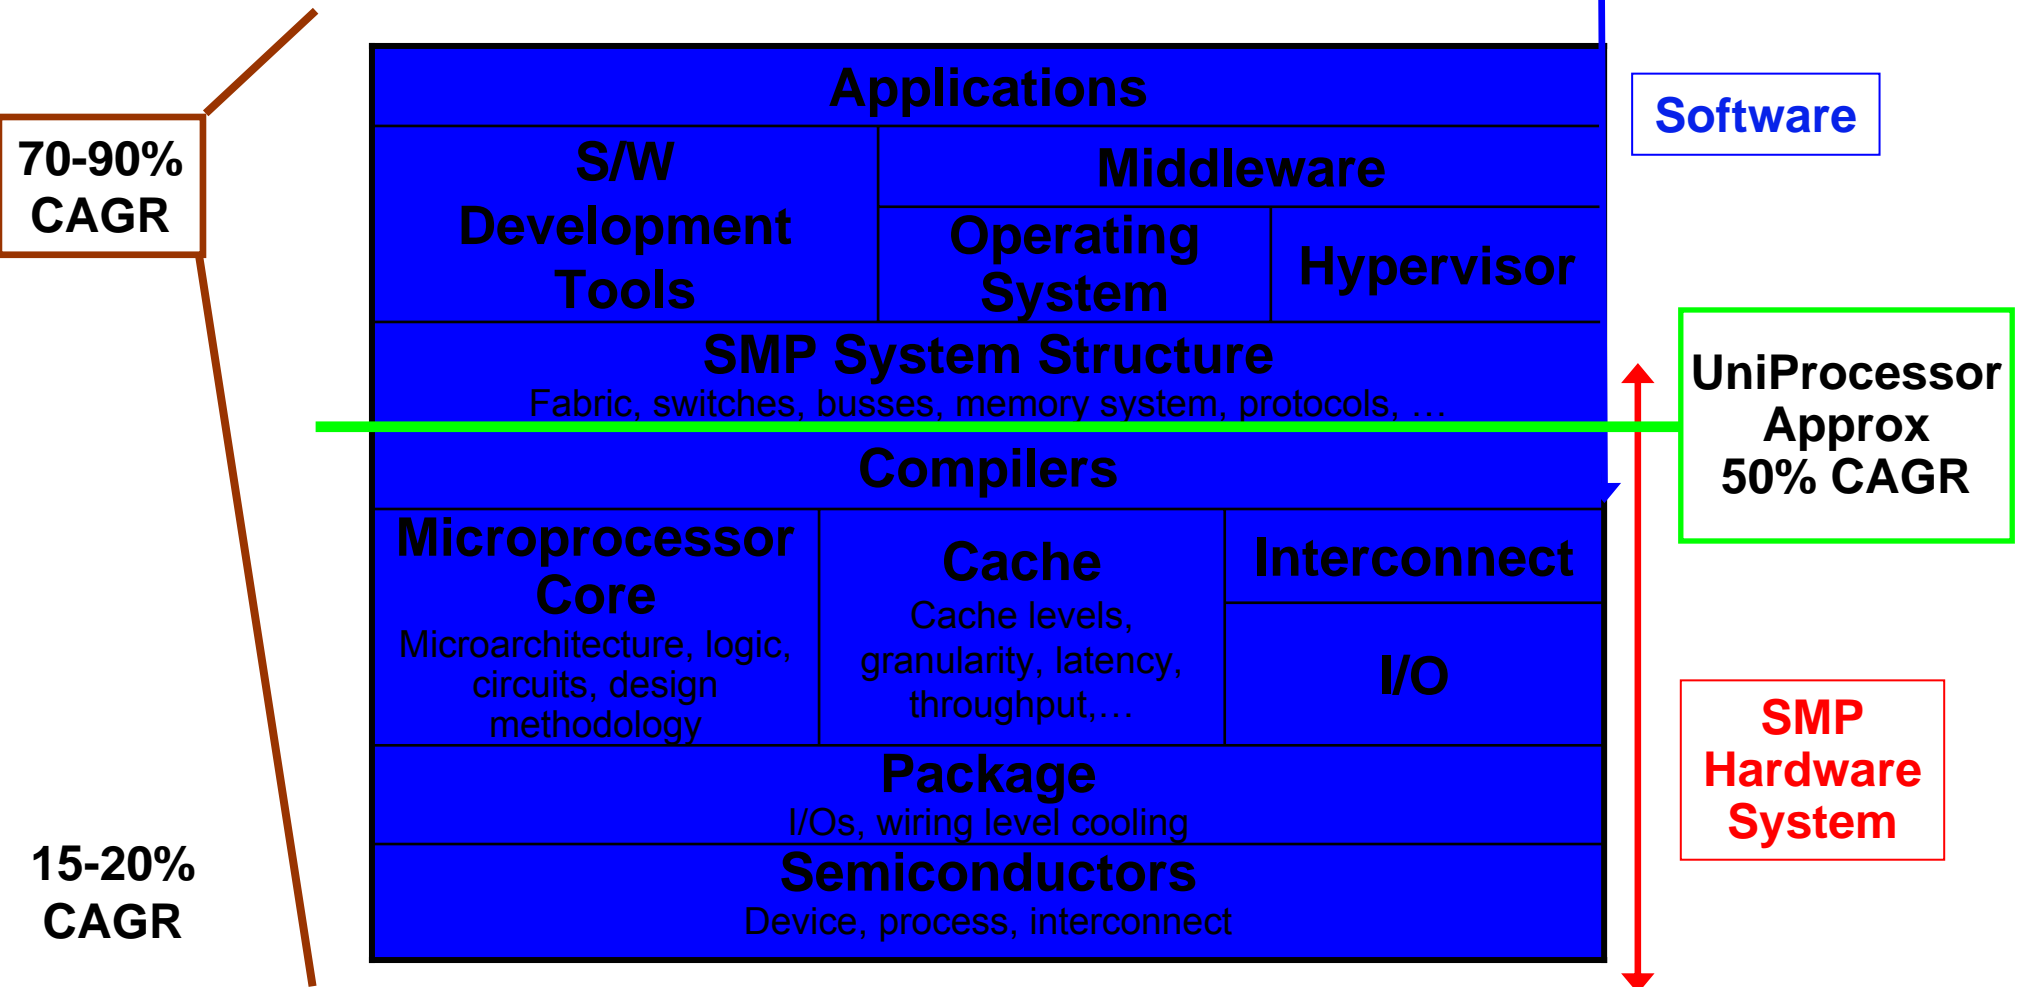 Applications
Software
70-90%
CAGR
S/W
Development
Tools
Middleware
Operating
System
Hypervisor
SMP System Structure
Fabric, switches, busses, memory system, protocols, …
UniProcessor
Approx
50% CAGR
Compilers
Microprocessor
Core
Microarchitecture, logic,
circuits, design
methodology
Cache
Cache levels,
granularity, latency,
throughput,…
Interconnect
I/O
SMP
Hardware
System
Package
I/Os, wiring level cooling
15-20%
CAGR
Semiconductors
Device, process, interconnect